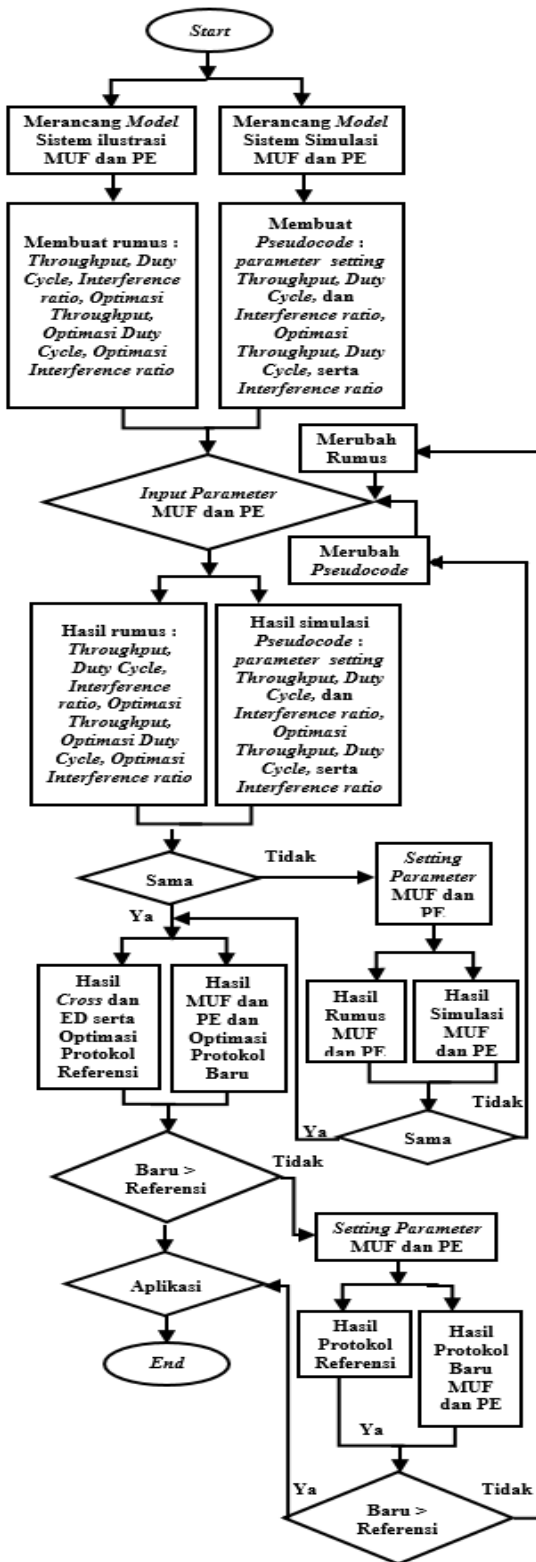 Start
Merancang Model
Sistem ilustrasi
MUF dan PE
Merancang Model
Sistem Simulasi
MUF dan PE
Membuat rumus :
Throughput, Duty
Cycle, Interference
ratio, Optimasi
Throughput,
Optimasi Duty
Cycle, Optimasi
Interference ratio
Membuat
Pseudocode :
parameter setting
Throughput, Duty
Cycle, dan
Interference ratio,
Optimasi
Throughput, Duty
Cycle, serta
Interference ratio
Merubah
Rumus
Input Parameter
MUF dan PE
Merubah
Pseudocode
Hasil rumus :
Throughput,
Duty Cycle,
Interference
ratio, Optimasi
Throughput,
Optimasi Duty
Cycle, Optimasi
Interference ratio
Hasil simulasi
Pseudocode :
parameter setting
Throughput, Duty
Cycle, dan
Interference ratio,
Optimasi
Throughput, Duty
Cycle, serta
Interference ratio
Sama
Tidak
Setting
Parameter
MUF dan
PE
Ya
Ya
Hasil
Cross dan
ED serta
Optimasi
Protokol
Referensi
Hasil
MUF dan
PE dan
Optimasi
Protokol
Baru
Hasil
Rumus
MUF
dan PE
Hasil
Simulasi
MUF
dan PE
Tidak
Ya
Sama
Baru >
Referensi
Tidak
Setting Parameter
MUF dan PE
Aplikasi
Hasil
Protokol
Referensi
Hasil
Protokol
Baru
MUF
dan PE
End
Ya
Ya
Tidak
Baru >
Referensi